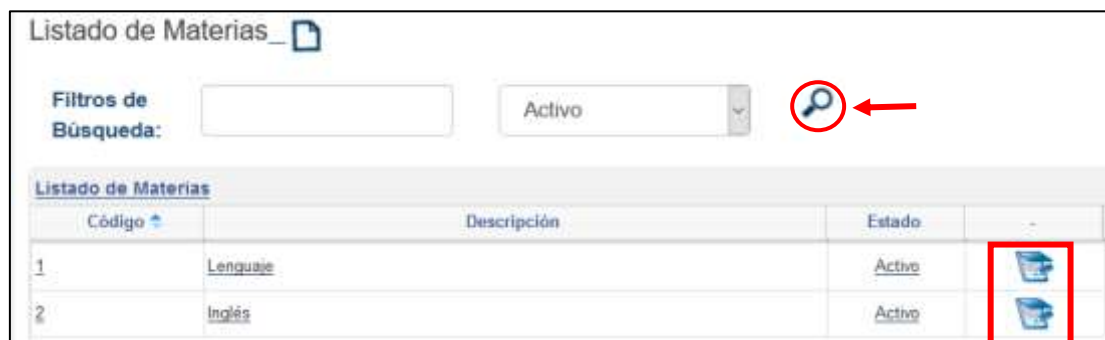 Listado de Materias_
Filtros de
Búsqueda:
Activo
Listado de Materias
Código Descripción Estado -
1 Lenguaje Activo
2 Inglés Activo